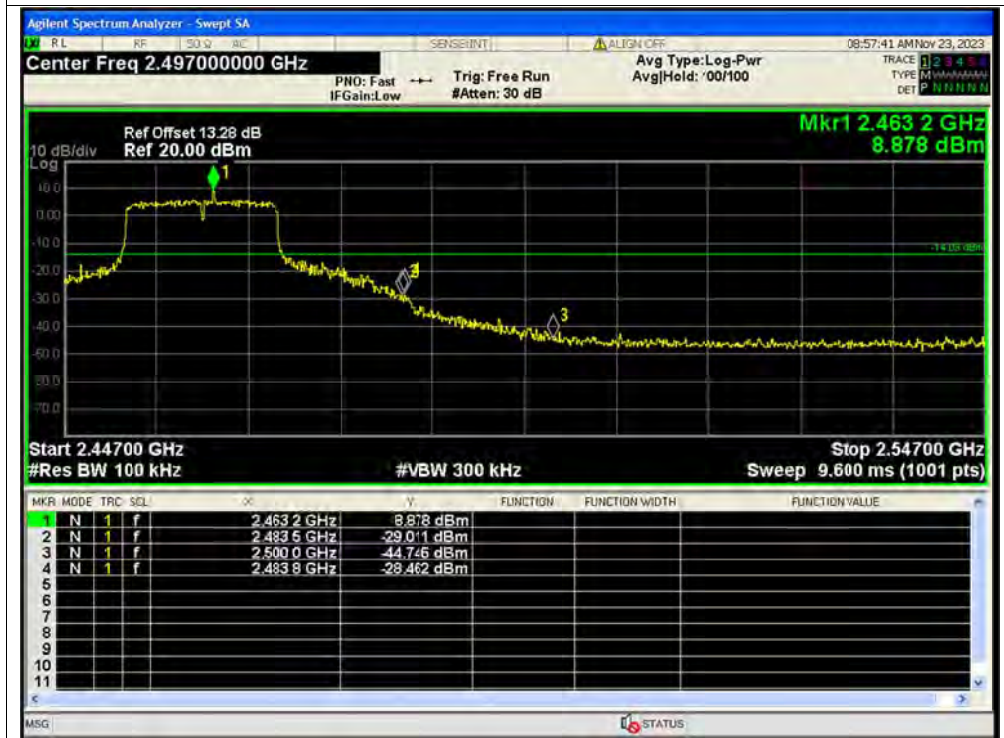 Agilent Spectrum Analyzer - Swept SA
RL RF 50 Ω AC SENSE:INT ALIGN OFF 08:57:41 AM Nov 23, 2023
Center Freq 2.497000000 GHz
PNO: Fast
IFGain:Low
Trig: Free Run
#Atten: 30 dB
Avg Type:Log-Pwr
Avg|Hold: 100/100
TRACE 1 2 3 4 5 6
TYPE M
DET P N N N N N
Mkr1 2.463 2 GHz
8.878 dBm
Ref Offset 13.28 dB
10 dB/div Ref 20.00 dBm
Log
10.0
0.00
-10.0
-20.0
-30.0
-40.0
-50.0
-60.0
-70.0
1
3
Start 2.44700 GHz Stop 2.54700 GHz
#Res BW 100 kHz #VBW 300 kHz Sweep 9.600 ms (1001 pts)
MKR MODE TRC SCL X Y FUNCTION FUNCTION WIDTH FUNCTION VALUE
1 N 1 f 2.463 2 GHz 8.878 dBm
2 N 1 f 2.483 5 GHz -29.011 dBm
3 N 1 f 2.500 0 GHz -44.746 dBm
4 N 1 f 2.483 8 GHz -28.462 dBm
5
6
7
8
9
10
11
MSG STATUS